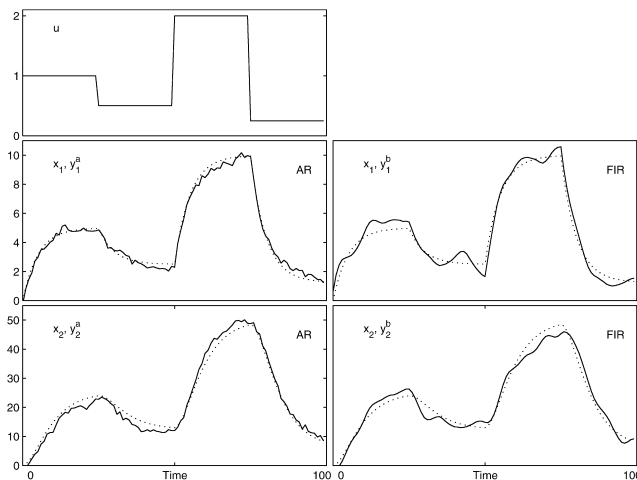 2
u
1
0
10
x₁, y₁ᵃ
AR
8
6
4
2
0
x₁, y₁ᵇ
FIR
50
x₂, y₂ᵃ
AR
40
30
20
10
0
x₂, y₂ᵇ
FIR
0 Time 100
0 Time 100